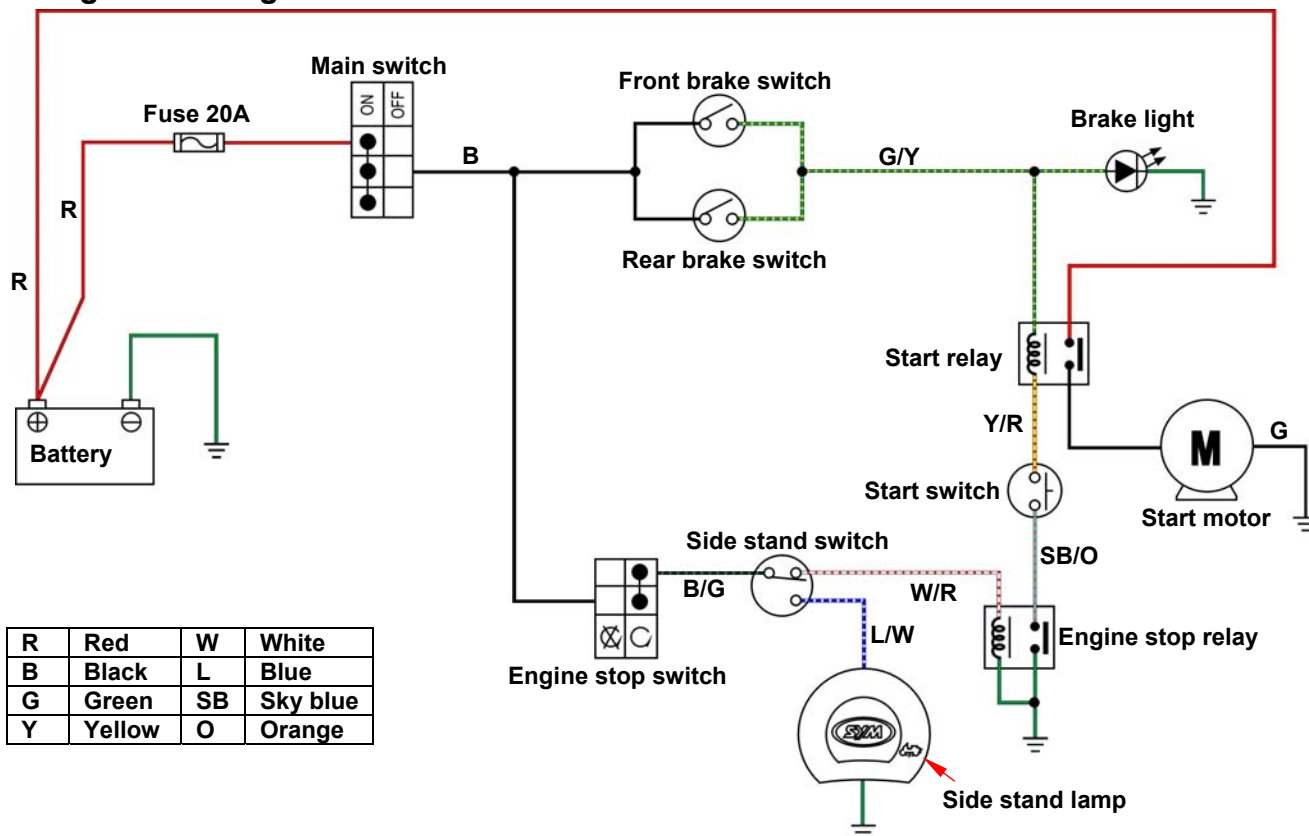 Main switch
Fuse 20A
ON
OFF
Front brake switch
Brake light
B
G/Y
R
Rear brake switch
R
Start relay
Battery
Y/R
M
G
Start switch
Start motor
Side stand switch
SB/O
B/G
W/R
L/W
Engine stop relay
Engine stop switch
R Red W White
B Black L Blue
G Green SB Sky blue
Y Yellow O Orange
SYM
Side stand lamp